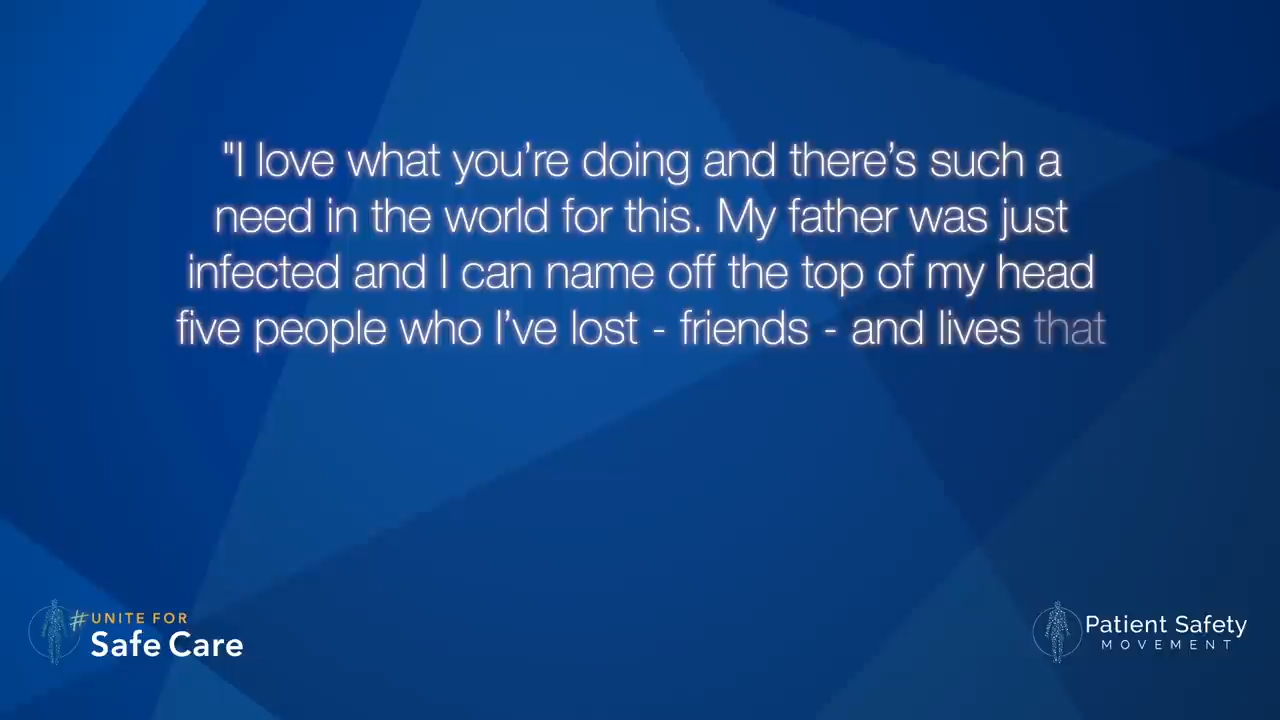 "I love what you’re doing and there’s such a
need in the world for this. My father was just
infected and I can name off the top of my head
five people who I’ve lost - friends - and lives that
#UNITE FOR
Safe Care
Patient Safety
MOVEMENT